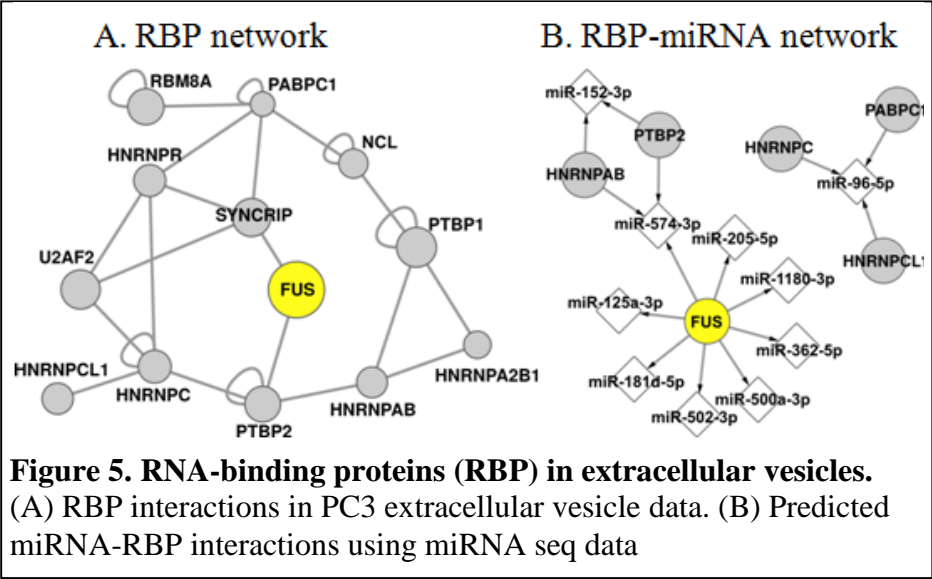 A. RBP network
B. RBP-miRNA network
RBM8A
PABPC1
HNRNPR
NCL
SYNCRIP
PTBP1
U2AF2
FUS
HNRNPCL1
HNRNPC
HNRNPA2B1
HNRNPAB
PTBP2
miR-152-3p
PTBP2
PABPC1
HNRNPC
HNRNPAB
miR-96-5p
miR-574-3p
miR-205-5p
HNRNPCL1
miR-1180-3p
miR-125a-3p
FUS
miR-362-5p
miR-181d-5p
miR-500a-3p
miR-502-3p
Figure 5. RNA-binding proteins (RBP) in extracellular vesicles.
(A) RBP interactions in PC3 extracellular vesicle data. (B) Predicted
miRNA-RBP interactions using miRNA seq data